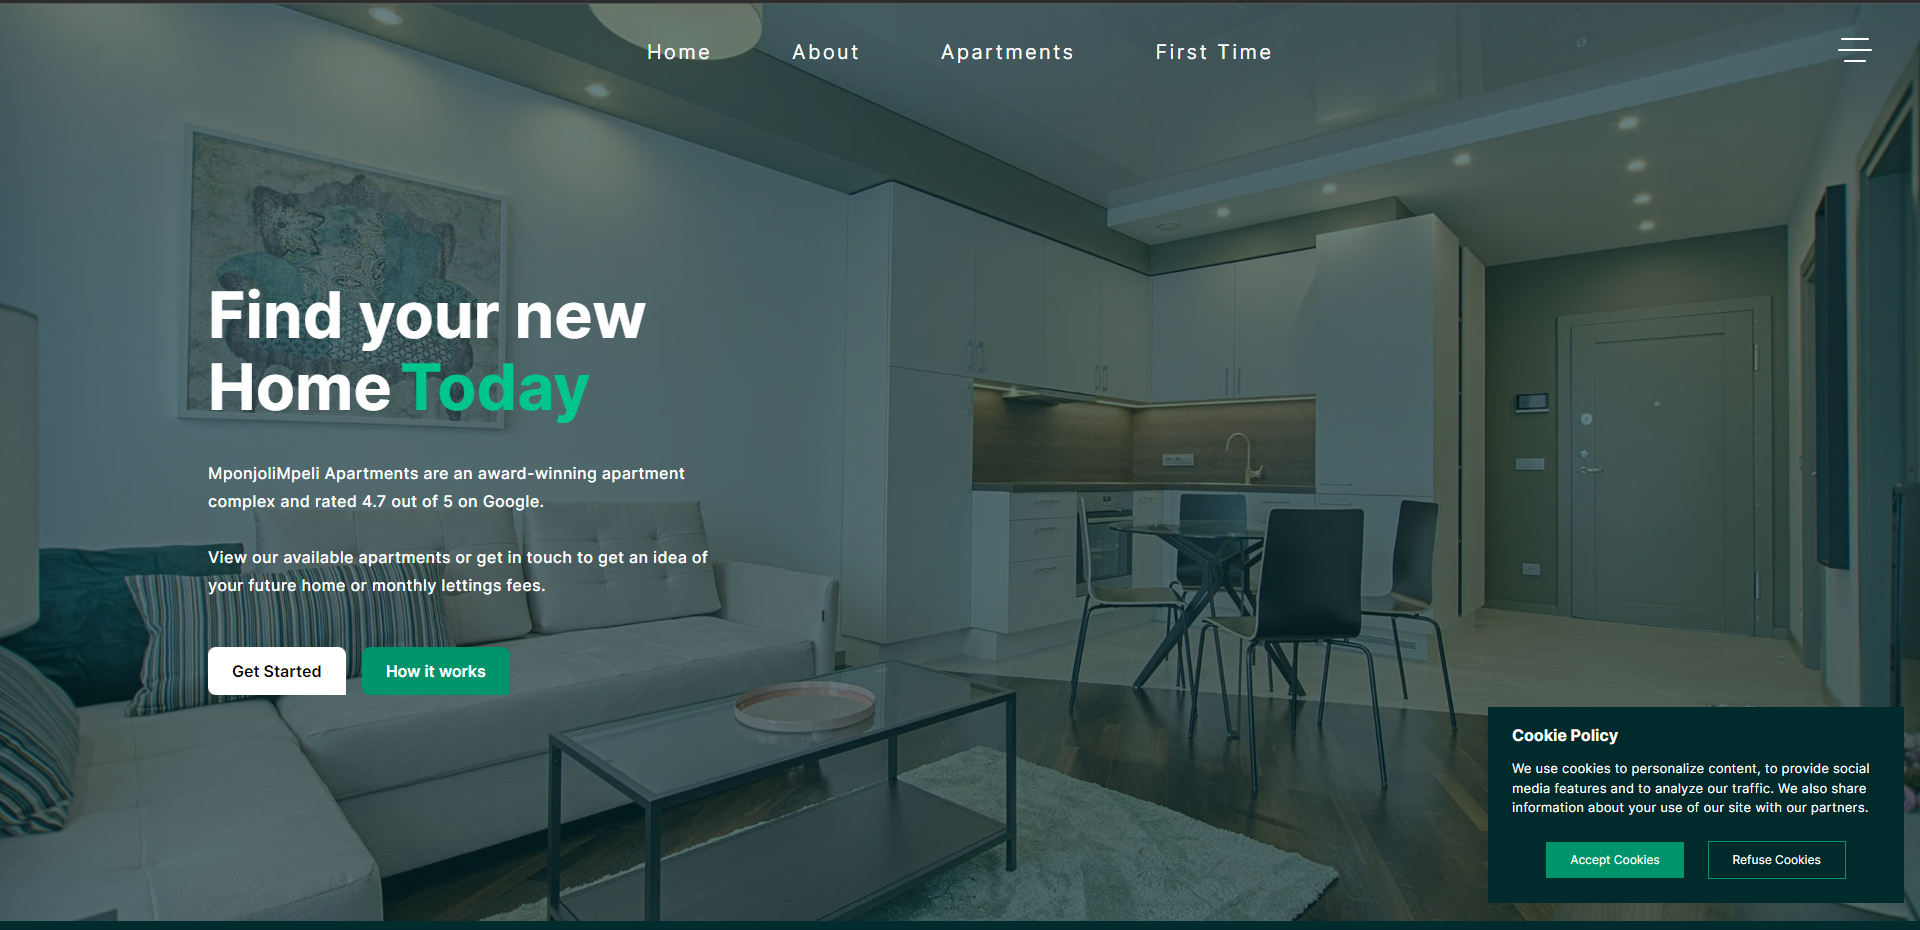 Home
About
Apartments
First Time
Find your new
Home Today
MponjoliMpeli Apartments are an award-winning apartment
complex and rated 4.7 out of 5 on Google.
View our available apartments or get in touch to get an idea of
your future home or monthly lettings fees.
Get Started
How it works
Cookie Policy
We use cookies to personalize content, to provide social
media features and to analyze our traffic. We also share
information about your use of our site with our partners.
Accept Cookies
Refuse Cookies